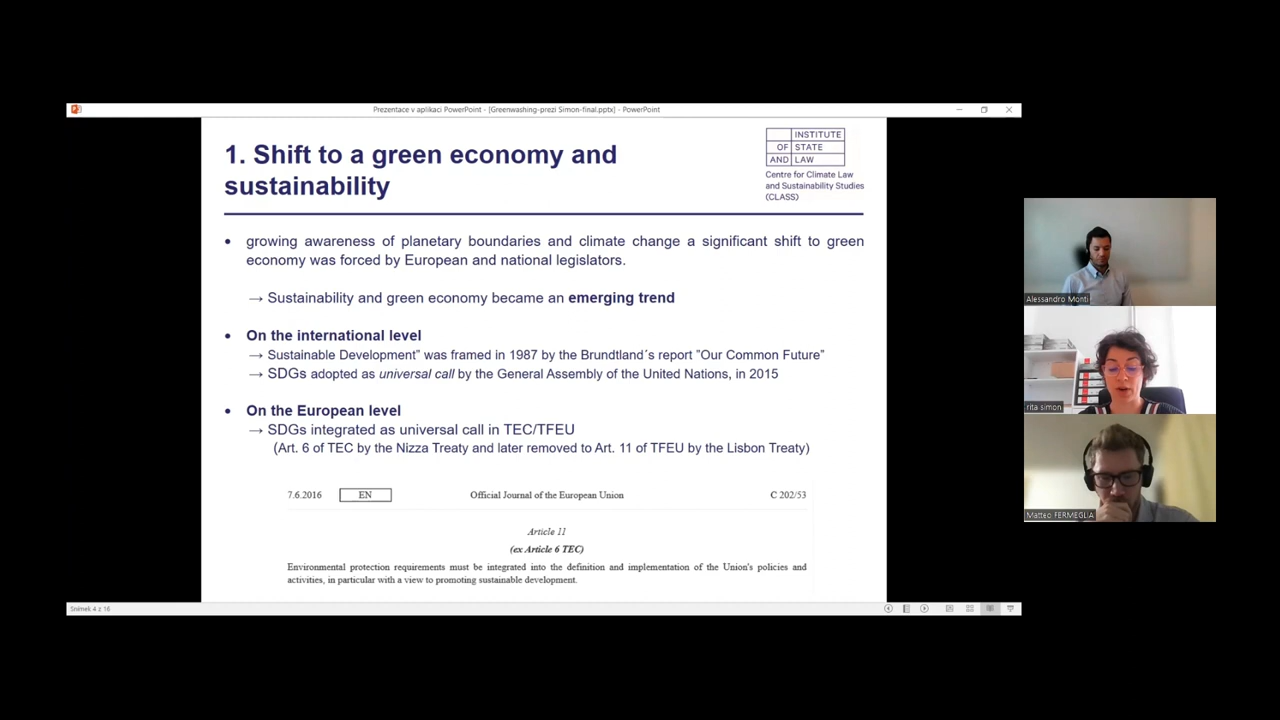 Prezentace v aplikaci PowerPoint - [Greenwashing-prezi Simon-final.pptx] - PowerPoint
1. Shift to a green economy and
sustainability
INSTITUTE
OF STATE
AND LAW
Centre for Climate Law
and Sustainability Studies
(CLASS)
• growing awareness of planetary boundaries and climate change a significant shift to green
economy was forced by European and national legislators.
→ Sustainability and green economy became an emerging trend
• On the international level
→ Sustainable Development” was framed in 1987 by the Brundtland´s report ”Our Common Future”
→ SDGs adopted as universal call by the General Assembly of the United Nations, in 2015
• On the European level
→ SDGs integrated as universal call in TEC/TFEU
(Art. 6 of TEC by the Nizza Treaty and later removed to Art. 11 of TFEU by the Lisbon Treaty)
7.6.2016 EN Official Journal of the European Union C 202/53
Article 11
(ex Article 6 TEC)
Environmental protection requirements must be integrated into the definition and implementation of the Union's policies and
activities, in particular with a view to promoting sustainable development.
Snímek 4 z 16
Alessandro Monti
rita simon
Matteo FERMEGLIA